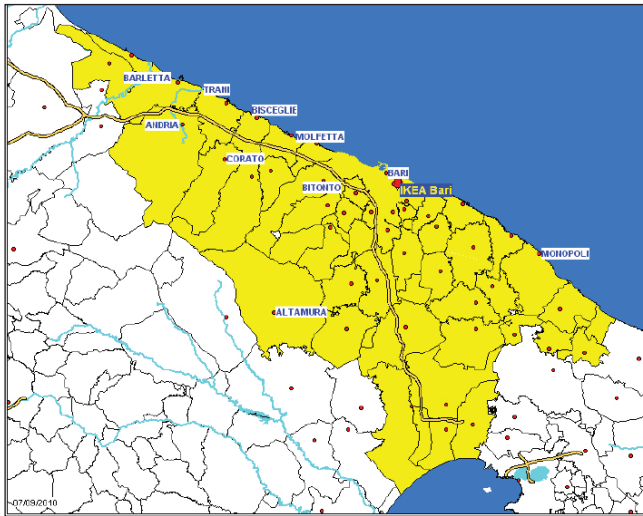 BARLETTA
TRANI
BISCEGLIE
ANDRIA
MOLFETTA
CORATO
BARI
BITONTO
IKEA Bari
MONOPOLI
ALTAMURA
07/09/2010